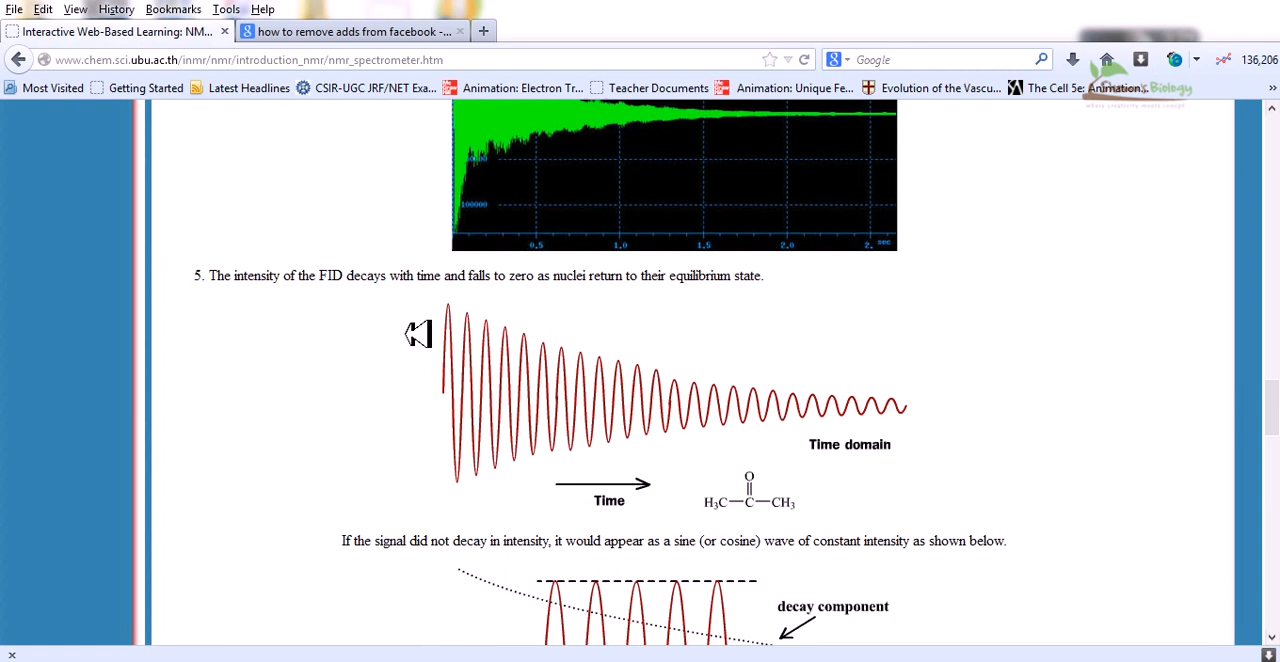 File Edit View History Bookmarks Tools Help
Interactive Web-Based Learning: NM... how to remove adds from facebook -...
www.chem.sci.ubu.ac.th/inmr/nmr/introduction_nmr/nmr_spectrometer.htm Google 136,206
Most Visited Getting Started Latest Headlines CSIR-UGC JRF/NET Exa... Animation: Electron Tr... Teacher Documents Animation: Unique Fe... Evolution of the Vascu... The Cell 5e: Animation... »
Biology
100000
0.5 1.0 1.5 2.0 2. sec
5. The intensity of the FID decays with time and falls to zero as nuclei return to their equilibrium state.
Time domain
Time
O
H3C C CH3
If the signal did not decay in intensity, it would appear as a sine (or cosine) wave of constant intensity as shown below.
decay component